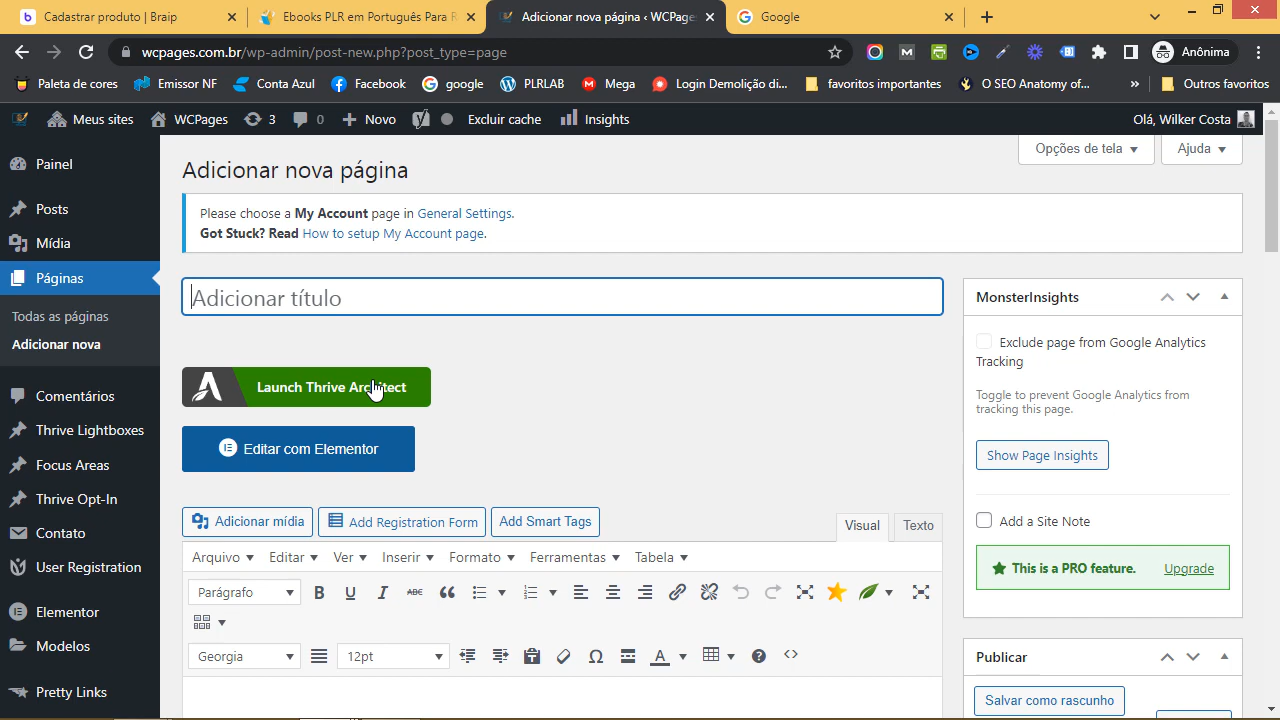 Cadastrar produto | Braip
Ebooks PLR em Português Para R
Adicionar nova página ‹ WCPages
Google
wcpages.com.br/wp-admin/post-new.php?post_type=page
Anônima
Paleta de cores
Emissor NF
Conta Azul
Facebook
google
PLRLAB
Mega
Login Demolição di...
favoritos importantes
O SEO Anatomy of...
»
Outros favoritos
Meus sites
WCPages
3
0
Novo
Excluir cache
Insights
Olá, Wilker Costa
Painel
Posts
Mídia
Páginas
Todas as páginas
Adicionar nova
Comentários
Thrive Lightboxes
Focus Areas
Thrive Opt-In
Contato
User Registration
Elementor
Modelos
Pretty Links
Opções de tela
Ajuda
Adicionar nova página
Please choose a My Account page in General Settings.
Got Stuck? Read How to setup My Account page.
Adicionar título
Launch Thrive Architect
Editar com Elementor
Adicionar mídia
Add Registration Form
Add Smart Tags
Visual
Texto
Arquivo
Editar
Ver
Inserir
Formato
Ferramentas
Tabela
Parágrafo
B
U
I
ABC
Georgia
12pt
MonsterInsights
Exclude page from Google Analytics
Tracking
Toggle to prevent Google Analytics from
tracking this page.
Show Page Insights
Add a Site Note
This is a PRO feature.
Upgrade
Publicar
Salvar como rascunho